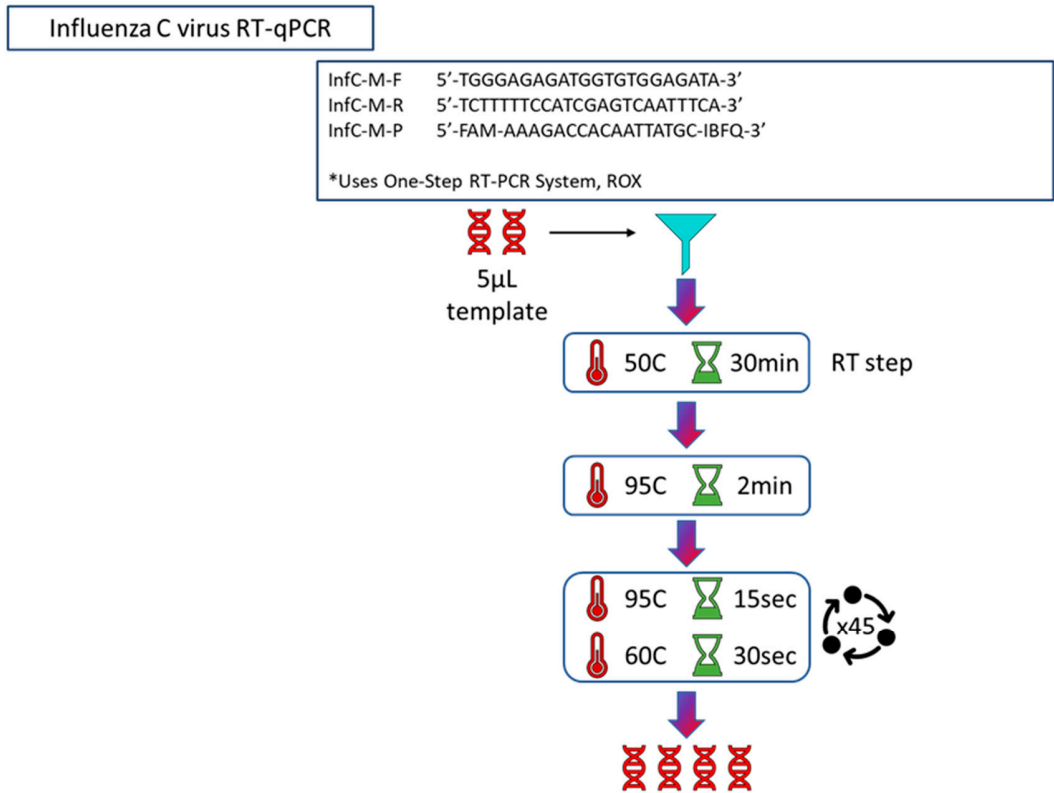 Influenza C virus RT-qPCR
InfC-M-F 5’-TGGGAGAGATGGTGTGGAGATA-3’
InfC-M-R 5’-TCTTTTTCCATCGAGTCAATTTCA-3’
InfC-M-P 5’-FAM-AAAGACCACAATTATGC-IBFQ-3’
*Uses One-Step RT-PCR System, ROX
5µL
template
50C 30min RT step
95C 2min
95C 15sec
x45
60C 30sec